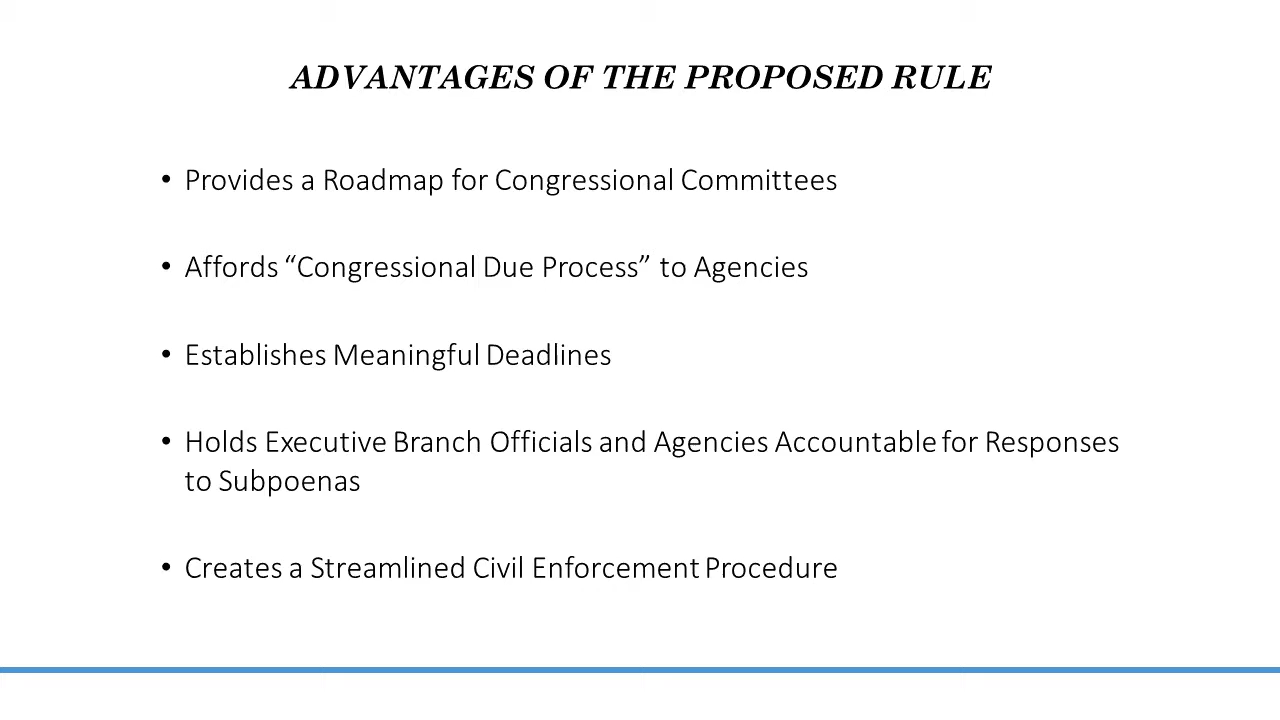 ADVANTAGES OF THE PROPOSED RULE
• Provides a Roadmap for Congressional Committees
• Affords “Congressional Due Process” to Agencies
• Establishes Meaningful Deadlines
• Holds Executive Branch Officials and Agencies Accountable for Responses
to Subpoenas
• Creates a Streamlined Civil Enforcement Procedure